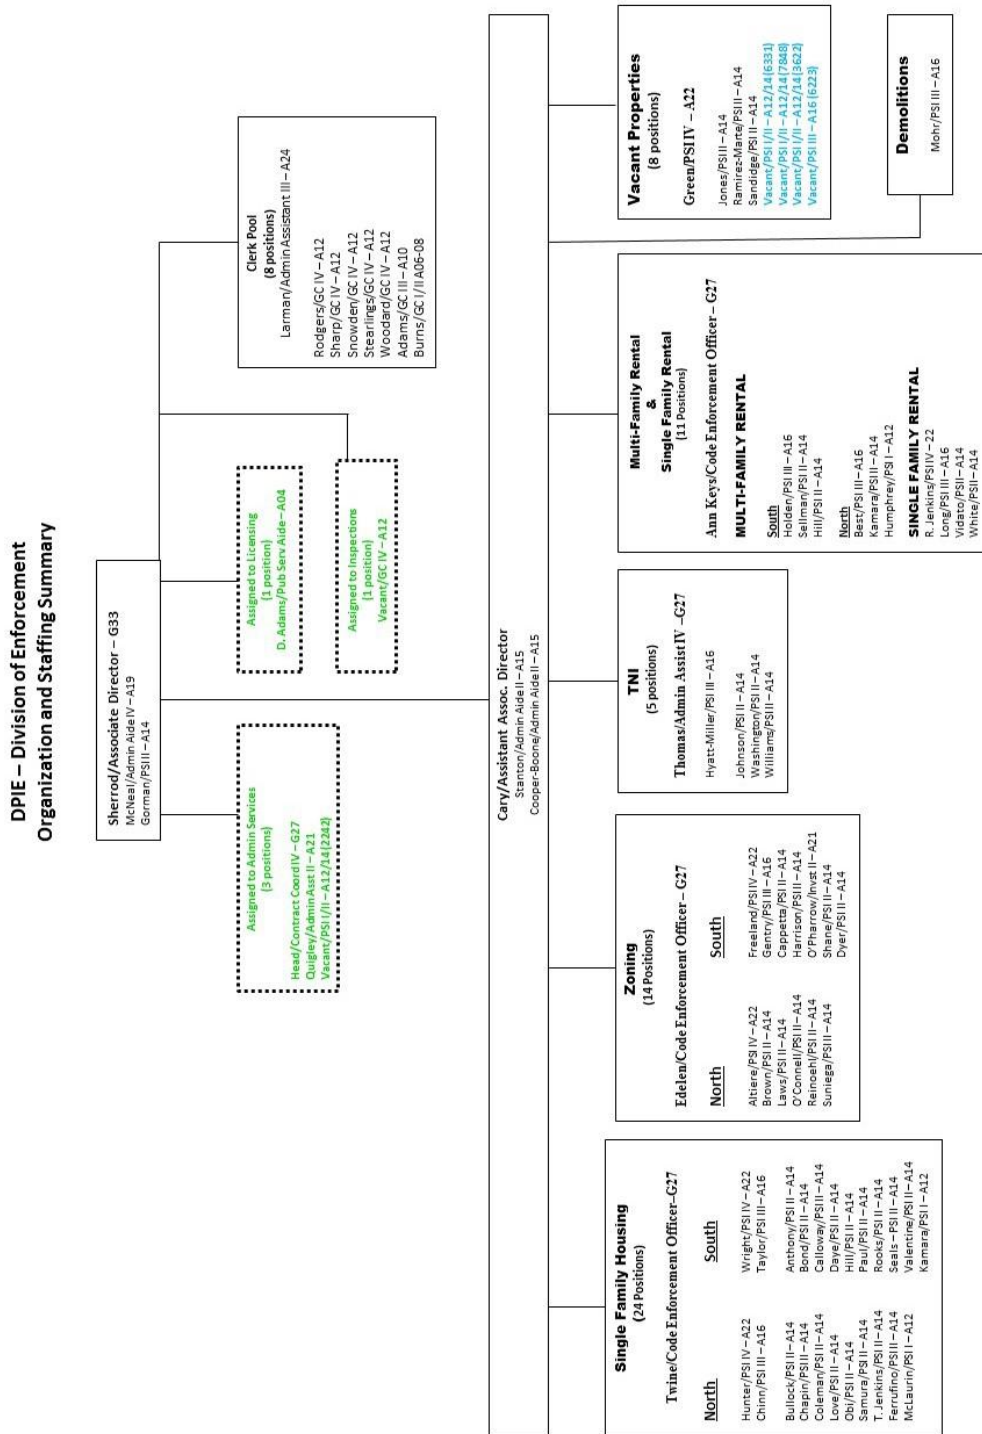 DPIE – Division of Enforcement
Organization and Staffing Summary
Sherrod/Associate Director – G33
McNeal/Admin Aide IV – A19
Gorman/PSI II – A14
Assigned to Admin Services
(3 positions)
Head/Contract Coord IV – G27
Quigley/Admin Asst II – A21
Vacant/PSI I/II – A12/14 (2242)
Assigned to Licensing
(1 position)
D. Adams/Pub Serv Aide – A04
Assigned to Inspections
(1 position)
Vacant/GC IV – A12
Clerk Pool
(8 positions)
Larman/Admin Assistant III – A24
Rodgers/GC IV – A12
Sharp/GC IV – A12
Snowden/GC IV – A12
Stearlings/GC IV – A12
Woodard/GC IV – A12
Adams/GC III – A10
Burns/GC I/II A06-08
Cary/Assistant Assoc. Director
Stanton/Admin Aide II – A15
Cooper-Boone/Admin Aide II – A15
Single Family Housing
(24 Positions)
Twine/Code Enforcement Officer–G27
North
Hunter/PSI IV – A22
Chinn/PSI III – A16
Bullock/PSI II – A14
Chapin/PSI II – A14
Coleman/PSI II – A14
Love/PSI II – A14
Obi/PSI II – A14
Samura/PSI II – A14
T. Jenkins/PSI II – A14
Ferrufino/PSI II – A14
McLaurin/PSI I – A12
South
Wright/PSI IV – A22
Taylor/PSI III – A16
Anthony/PSI II – A14
Bond/PSI II – A14
Calloway/PSI II – A14
Daye/PSI II – A14
Hill/PSI II – A14
Paul/PSI II – A14
Rooks/PSI II – A14
Seals – PSI II – A14
Valentine/PSI II – A14
Kamara/PSI I – A12
Zoning
(14 Positions)
Edelen/Code Enforcement Officer – G27
North
Altiere/PSI IV – A22
Brown/PSI II – A14
Laws/PSI II – A14
O'Connell/PSI II – A14
Reinoehl/PSI II – A14
Suniega/PSI II – A14
South
Freeland/PSI IV – A22
Gentry/PSI III – A16
Cappetta/PSI II – A14
Harrison/PSI II – A14
O'Pharrow/Invst II – A21
Shane/PSI II – A14
Dyer/PSI II – A14
TNI
(5 positions)
Thomas/Admin Assist IV –G27
Hyatt-Miller/PSI III – A16
Johnson/PSI II – A14
Washington/PSI II – A14
Williams/PSI II – A14
Multi-Family Rental
&
Single Family Rental
(11 Positions)
Ann Keys/Code Enforcement Officer – G27
MULTI-FAMILY RENTAL
South
Holden/PSI III – A16
Sellman/PSI II – A14
Hill/PSI II – A14
North
Best/PSI III – A16
Kamara/PSI II – A14
Humphrey/PSI I – A12
SINGLE FAMILY RENTAL
R. Jenkins/PSI IV – 22
Long/PSI III – A16
Vidato/PSII – A14
White/PSII – A14
Vacant Properties
(8 positions)
Green/PSI IV – A22
Jones/PSI II – A14
Ramirez-Marte/PSI II – A14
Sandidge/PSI II – A14
Vacant/PSI I/II – A12/14 (6331)
Vacant/PSI I/II – A12/14 (7848)
Vacant/PSI I/II – A12/14 (3622)
Vacant/PSI III – A16 (6223)
Demolitions
Mohr/PSI III – A16